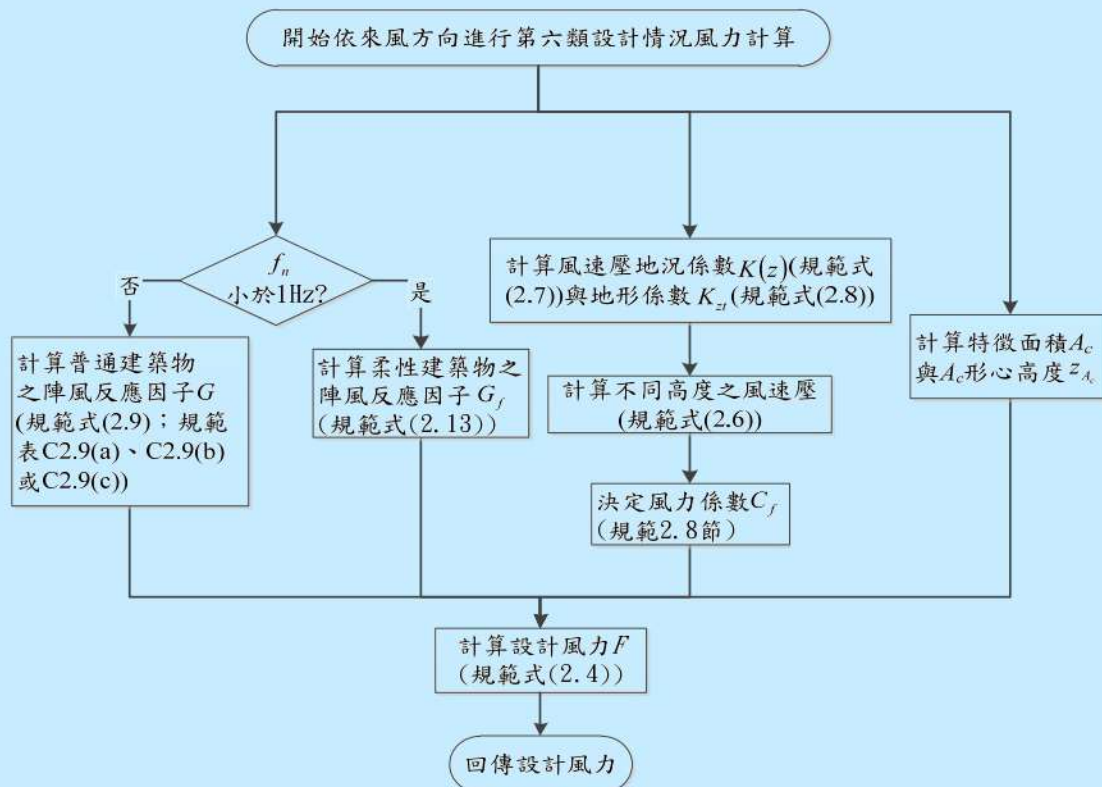 開始依來風方向進行第六類設計情況風力計算
f_n
小於1Hz?
否
是
計算普通建築物
之陣風反應因子G
(規範式(2.9)；規範
表C2.9(a)、C2.9(b)
或C2.9(c))
計算柔性建築物之
陣風反應因子G_f
(規範式(2.13))
計算風速壓地況係數K(z)(規範式
(2.7))與地形係數K_zt(規範式(2.8))
計算不同高度之風速壓
(規範式(2.6))
決定風力係數C_f
(規範2.8節)
計算特徵面積A_c
與A_c形心高度z_A_c
計算設計風力F
(規範式(2.4))
回傳設計風力